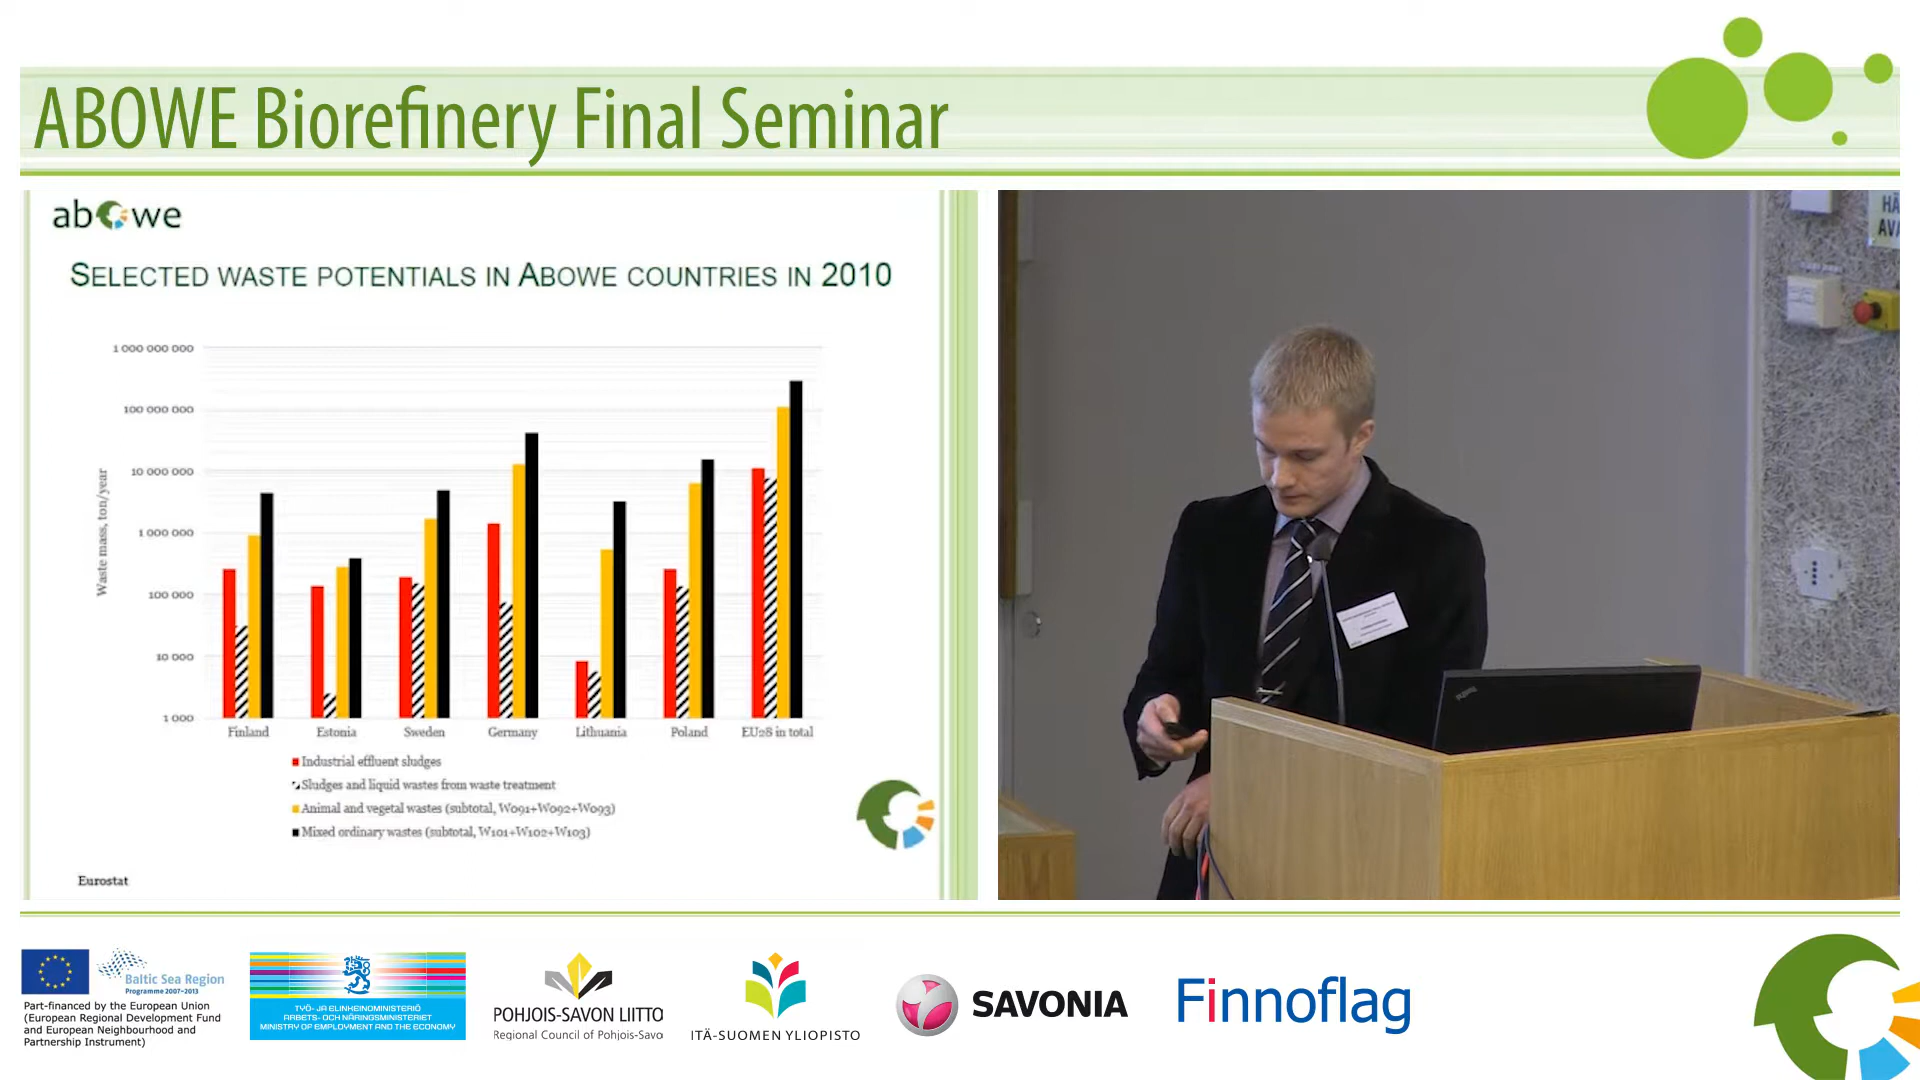 ABOWE Biorefinery Final Seminar
abowe
SELECTED WASTE POTENTIALS IN ABOWE COUNTRIES IN 2010
1 000 000 000
100 000 000
10 000 000
1 000 000
100 000
10 000
1 000
Waste mass, ton/year
Finland
Estonia
Sweden
Germany
Lithuania
Poland
EU28 in total
Industrial effluent sludges
Sludges and liquid wastes from waste treatment
Animal and vegetal wastes (subtotal, W091+W092+W093)
Mixed ordinary wastes (subtotal, W101+W102+W103)
Eurostat
HÄ
AVA
ThinkPad
Baltic Sea Region
Programme 2007-2013
Part-financed by the European Union
(European Regional Development Fund
and European Neighbourhood and
Partnership Instrument)
TYÖ- JA ELINKEINOMINISTERIÖ
ARBETS- OCH NÄRINGSMINISTERIET
MINISTRY OF EMPLOYMENT AND THE ECONOMY
POHJOIS-SAVON LIITTO
Regional Council of Pohjois-Savo
ITÄ-SUOMEN YLIOPISTO
SAVONIA
Finnoflag